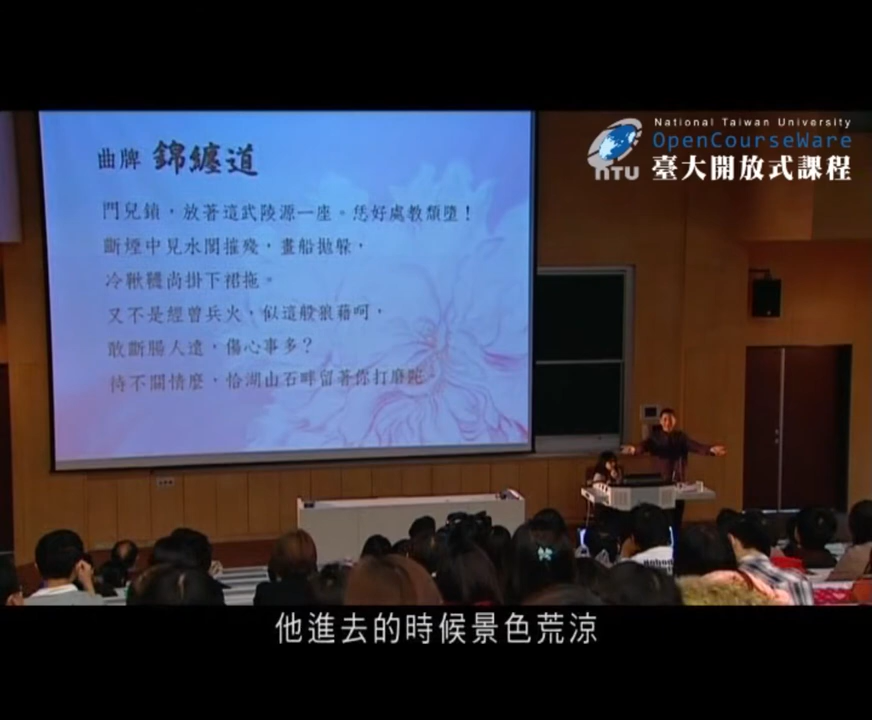 National Taiwan University
OpenCourseWare
NTU 臺大開放式課程
曲牌 錦纏道
門兒鎖，放著這武陵源一座。恁好處教頹墮！
斷煙中見水閣摧殘，畫船拋躲，
冷鞦韆尚掛下裙拖。
又不是經曾兵火，似這般狼藉呵，
敢斷腸人遠，傷心事多？
待不關情麼，恰湖山石畔留著你打磨陀。
他進去的時候景色荒涼